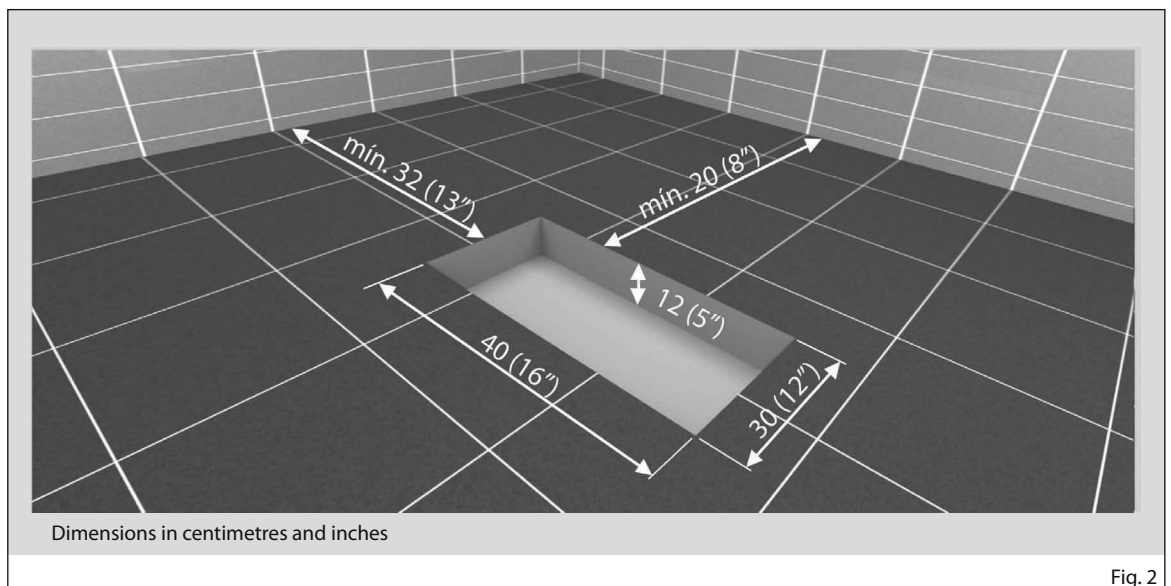 mín. 32 (13”)
mín. 20 (8”)
12 (5”)
40 (16”)
30 (12”)
Dimensions in centimetres and inches
Fig. 2